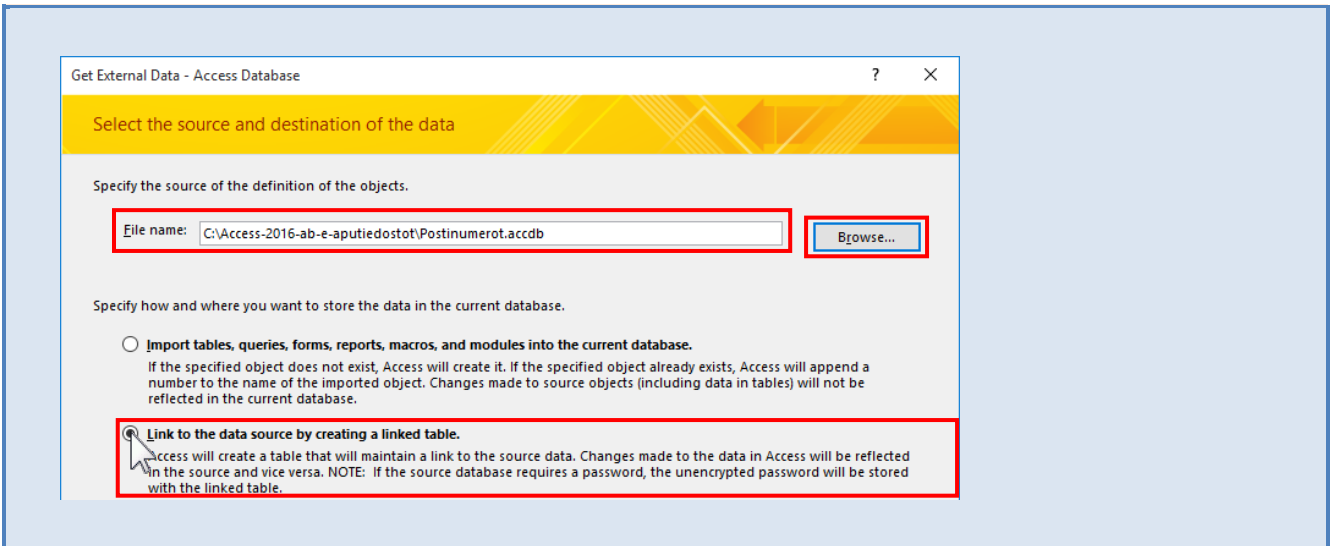 Get External Data - Access Database
?
Select the source and destination of the data
Specify the source of the definition of the objects.
File name:
C:\Access-2016-ab-e-aputiedostot\Postinumerot.accdb
Browse...
Specify how and where you want to store the data in the current database.
Import tables, queries, forms, reports, macros, and modules into the current database.
If the specified object does not exist, Access will create it. If the specified object already exists, Access will append a
number to the name of the imported object. Changes made to source objects (including data in tables) will not be
reflected in the current database.
Link to the data source by creating a linked table.
Access will create a table that will maintain a link to the source data. Changes made to the data in Access will be reflected
in the source and vice versa. NOTE: If the source database requires a password, the unencrypted password will be stored
with the linked table.